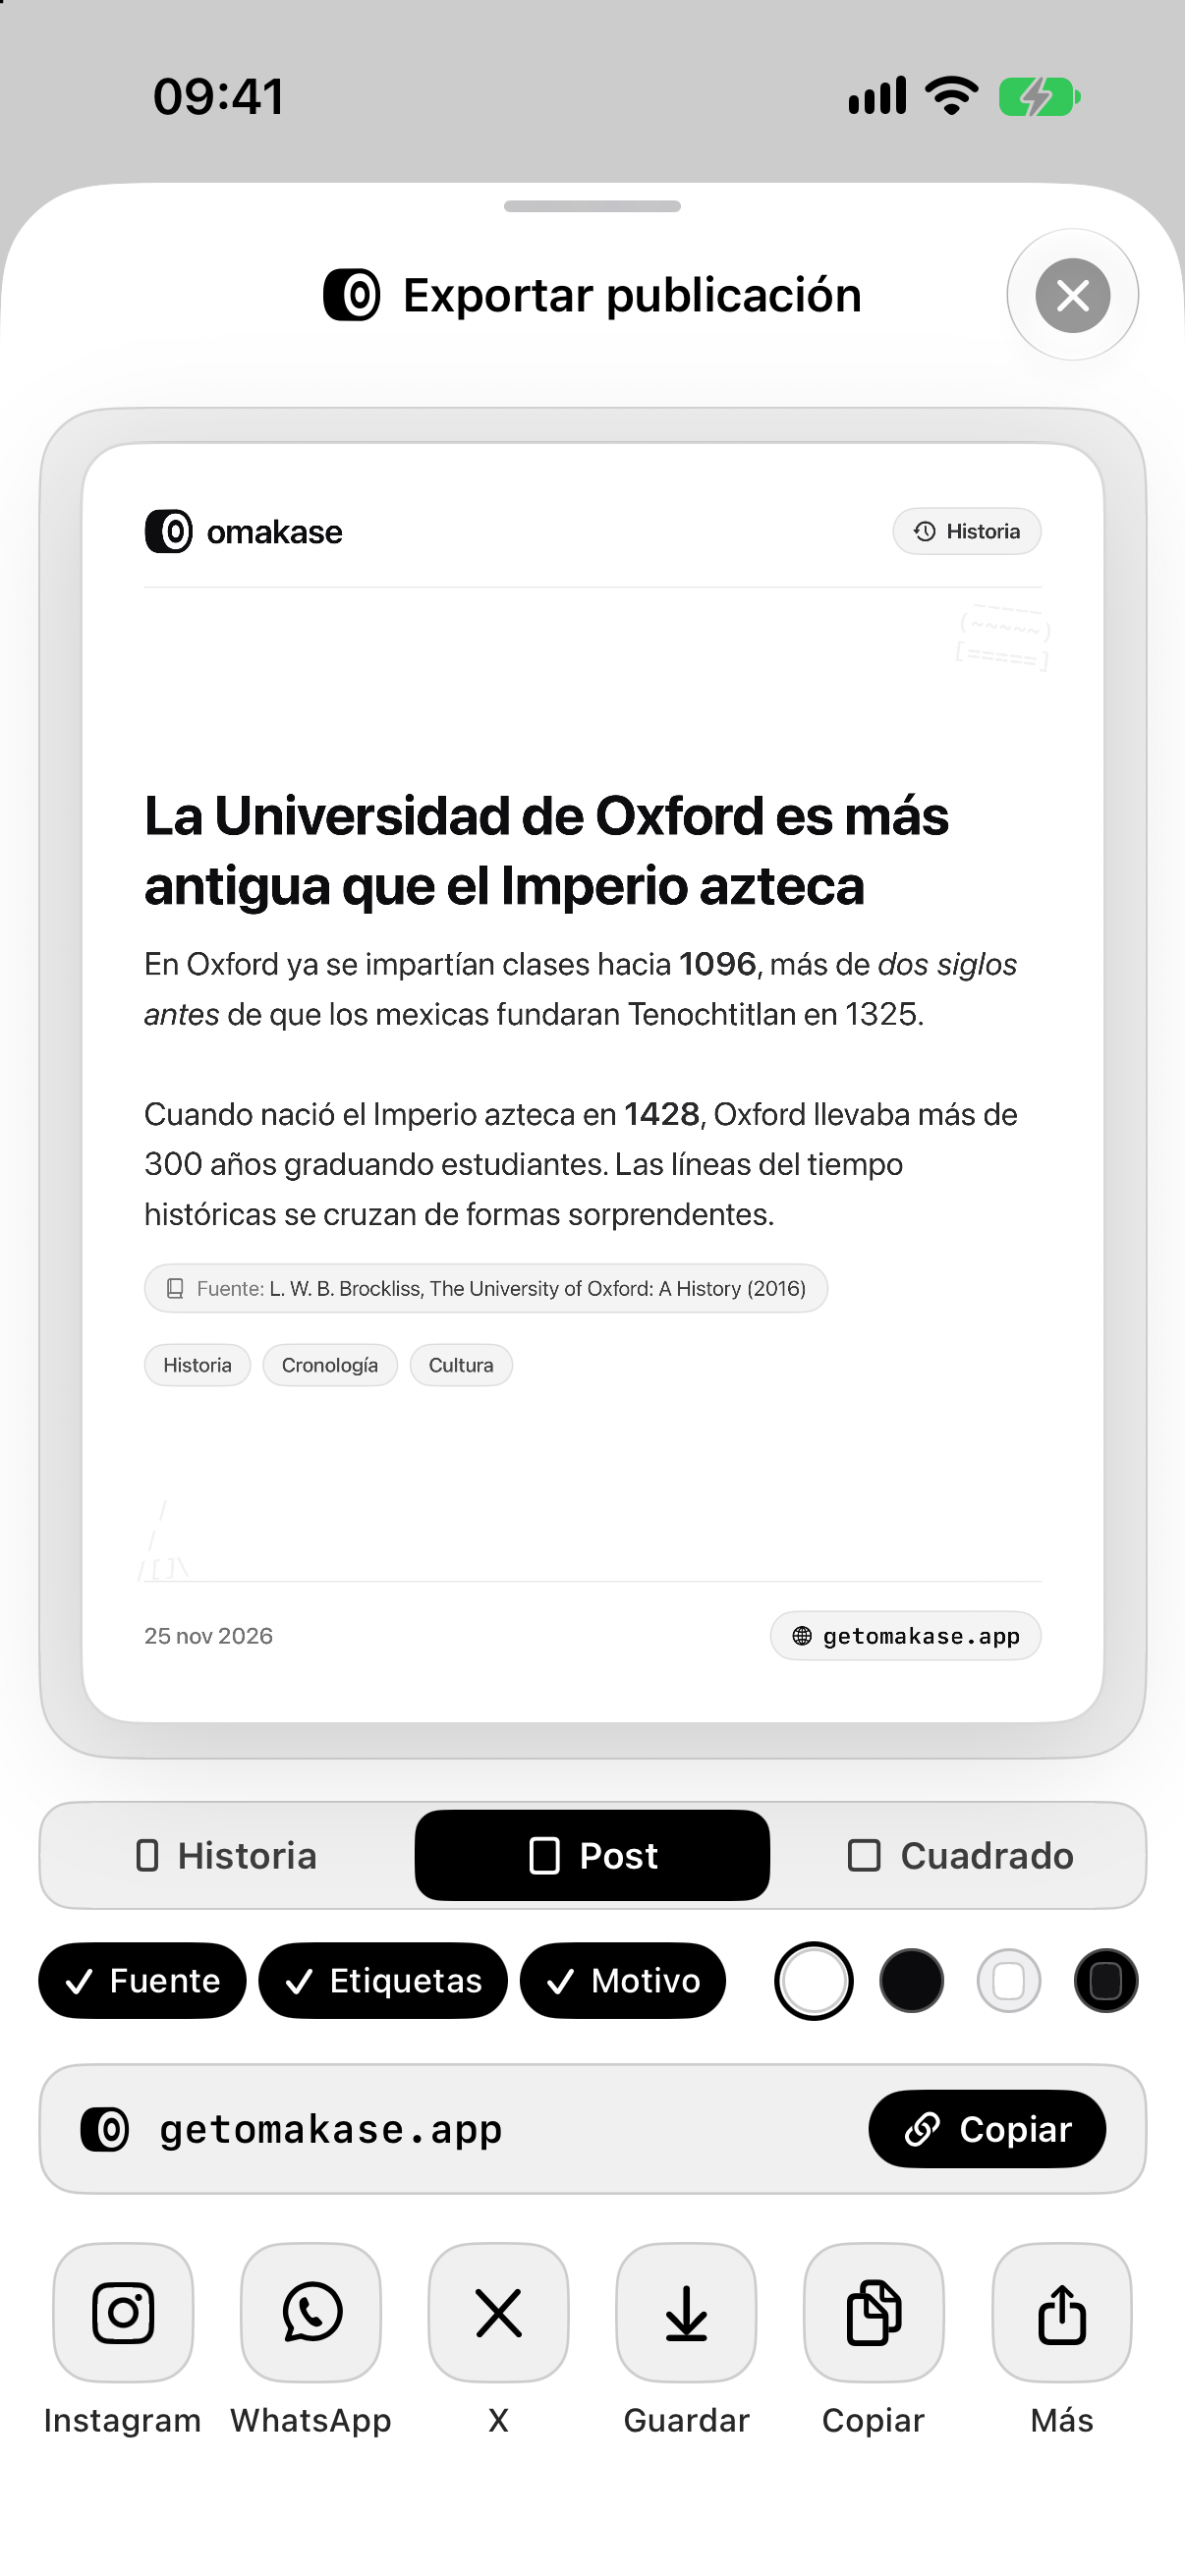 09:41
Exportar publicación
omakase
Historia
_____
(~~~~~)
[=====]
La Universidad de Oxford es más
antigua que el Imperio azteca
En Oxford ya se impartían clases hacia 1096, más de dos siglos
antes de que los mexicas fundaran Tenochtitlan en 1325.
Cuando nació el Imperio azteca en 1428, Oxford llevaba más de
300 años graduando estudiantes. Las líneas del tiempo
históricas se cruzan de formas sorprendentes.
Fuente: L. W. B. Brockliss, The University of Oxford: A History (2016)
Historia Cronología Cultura
/
/
/[]\
25 nov 2026
getomakase.app
Historia Post Cuadrado
Fuente Etiquetas Motivo
getomakase.app
Copiar
Instagram WhatsApp X Guardar Copiar Más